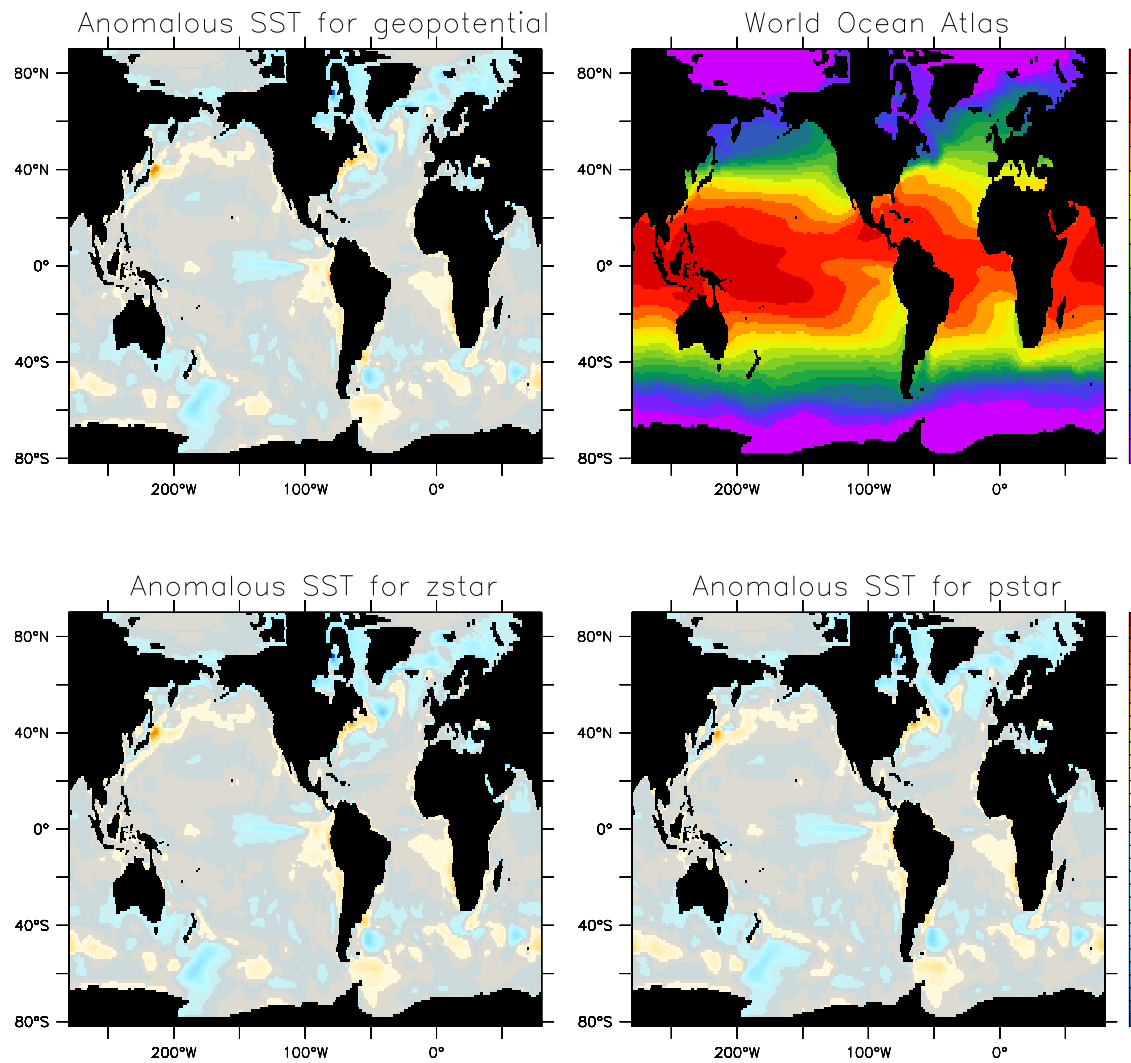 Anomalous SST for geopotential
World Ocean Atlas
80°N
40°N
0°
40°S
80°S
200°W 100°W 0°
80°N
40°N
0°
40°S
80°S
200°W 100°W 0°
Anomalous SST for zstar
Anomalous SST for pstar
80°N
40°N
0°
40°S
80°S
200°W 100°W 0°
80°N
40°N
0°
40°S
80°S
200°W 100°W 0°